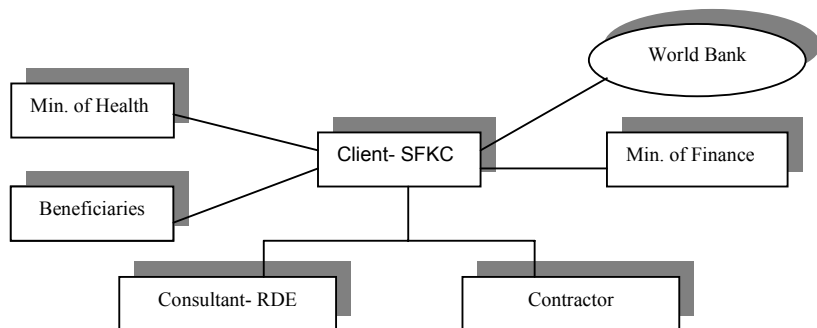 World Bank
Min. of Health
Client- SFKC
Min. of Finance
Beneficiaries
Consultant- RDE
Contractor